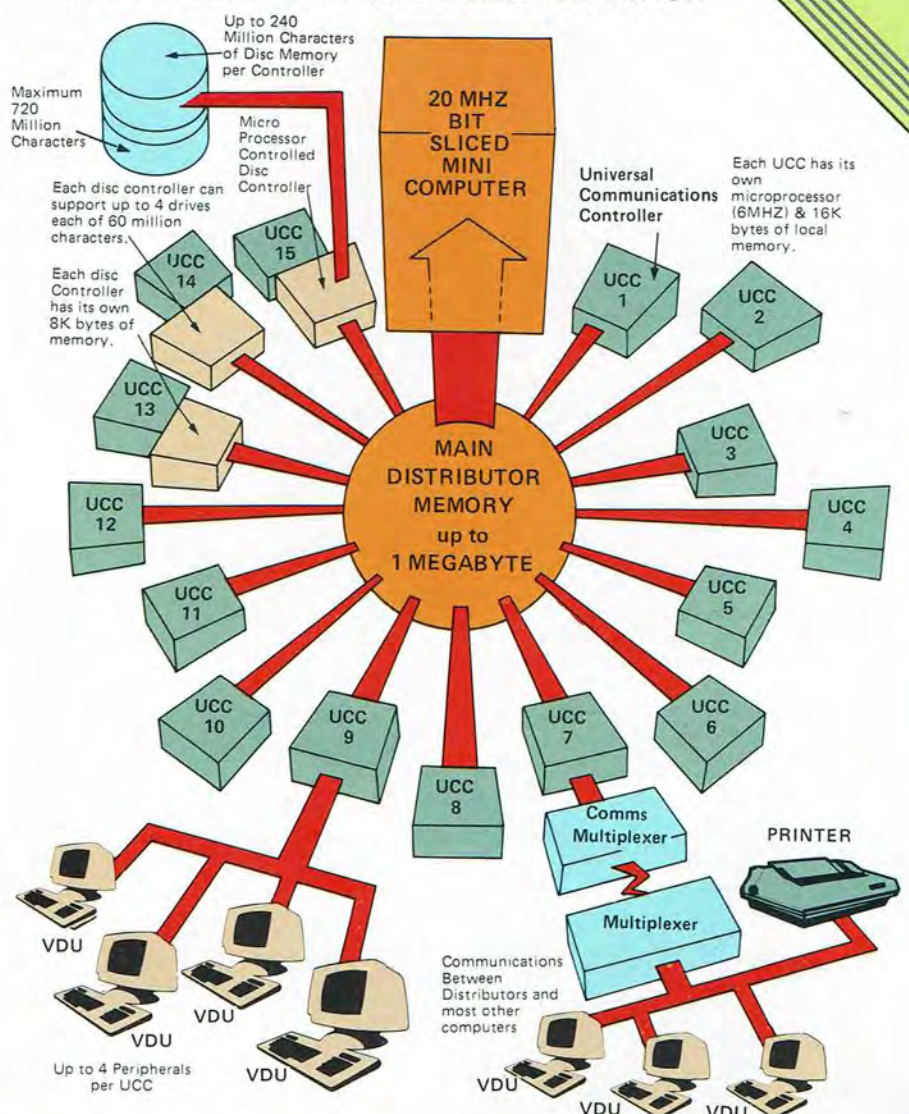 Up to 240
Million Characters
of Disc Memory
per Controller
Maximum
720
Million
Characters
Micro
Processor
Controlled
Disc
Controller
20 MHZ
BIT
SLICED
MINI
COMPUTER
Universal
Communications
Controller
Each UCC has its
own
microprocessor
(6MHZ) & 16K
bytes of local
memory.
Each disc controller can
support up to 4 drives
each of 60 million
characters.
Each disc
Controller
has its own
8K bytes of
memory.
UCC
15
UCC
14
UCC
13
UCC
12
UCC
11
UCC
10
UCC
9
UCC
8
UCC
7
UCC
6
UCC
5
UCC
4
UCC
3
UCC
2
UCC
1
MAIN
DISTRIBUTOR
MEMORY
up to
1 MEGABYTE
Comms
Multiplexer
Multiplexer
PRINTER
Communications
Between
Distributors and
most other
computers
VDU
VDU
VDU
VDU
Up to 4 Peripherals
per UCC
VDU
VDU
VDU